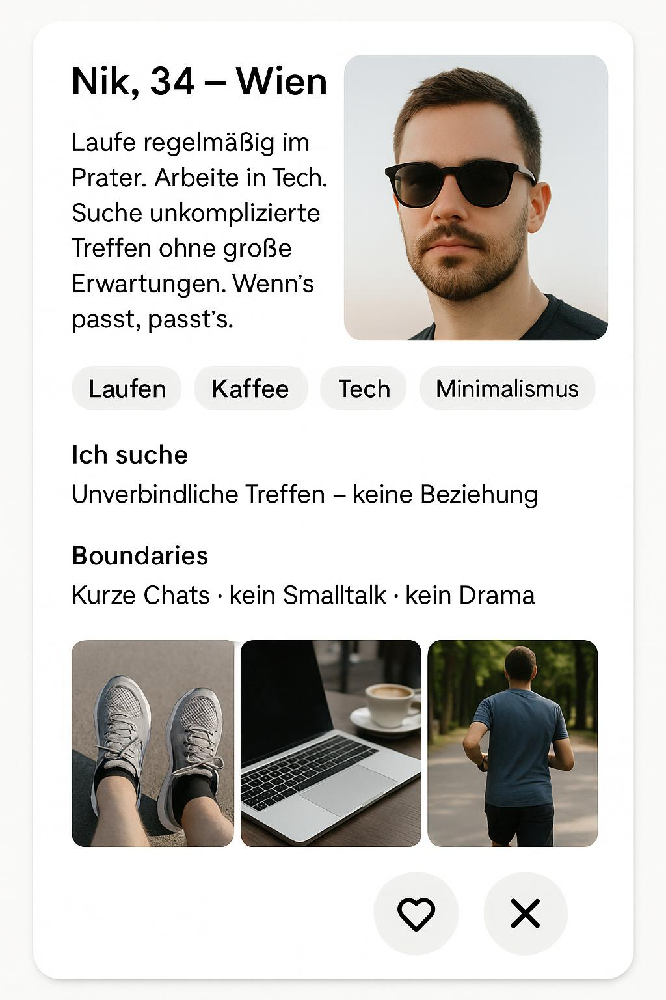 Nik, 34 – Wien
Laufe regelmäßig im
Prater. Arbeite in Tech.
Suche unkomplizierte
Treffen ohne große
Erwartungen. Wenn’s
passt, passt’s.
Laufen Kaffee Tech Minimalismus
Ich suche
Unverbindliche Treffen – keine Beziehung
Boundaries
Kurze Chats · kein Smalltalk · kein Drama